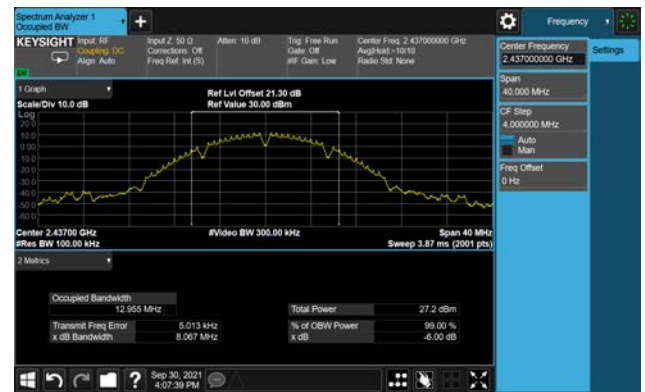 Spectrum Analyzer 1
Occupied BW
Frequency
KEYSIGHT
Input: RF
Coupling: DC
Align: Auto
Input Z: 50 Ω
Corrections: Off
Freq Ref: Int (S)
Atten: 10 dB
Trig: Free Run
Gate: Off
#IF Gain: Low
Center Freq: 2.437000000 GHz
Avg|Hold:>10/10
Radio Std: None
Center Frequency
2.437000000 GHz
Settings
Span
40.000 MHz
CF Step
4.000000 MHz
Auto
Man
Freq Offset
0 Hz
1 Graph
Scale/Div 10.0 dB
Ref Lvl Offset 21.30 dB
Ref Value 30.00 dBm
Log
20.0
10.0
0.00
-10.0
-20.0
-30.0
-40.0
-50.0
-60.0
Center 2.43700 GHz
#Res BW 100.00 kHz
#Video BW 300.00 kHz
Span 40 MHz
Sweep 3.87 ms (2001 pts)
2 Metrics
Occupied Bandwidth
12.955 MHz
Total Power 27.2 dBm
Transmit Freq Error 5.013 kHz
% of OBW Power 99.00 %
x dB Bandwidth 8.067 MHz
x dB -6.00 dB
?
Sep 30, 2021
4:07:39 PM